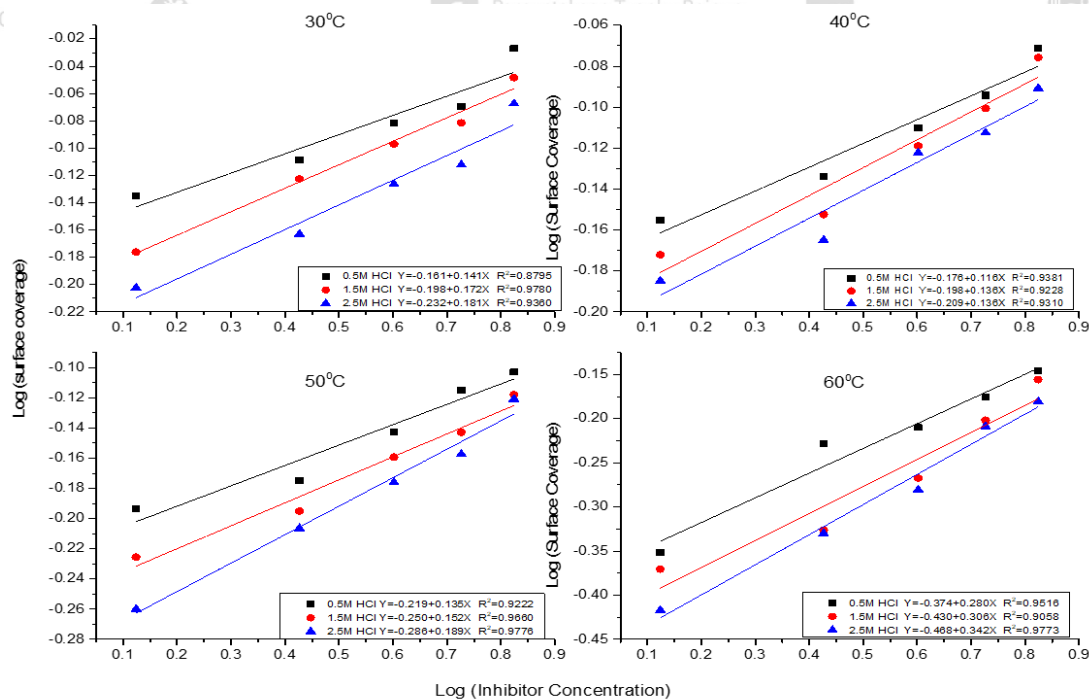 30⁰C
40⁰C
-0.02
-0.04
-0.06
-0.08
-0.10
-0.12
-0.14
-0.16
-0.18
-0.20
-0.22
0.1 0.2 0.3 0.4 0.5 0.6 0.7 0.8 0.9
0.5M HCl Y=-0.161+0.141X R²=0.8795
1.5M HCl Y=-0.198+0.172X R²=0.9780
2.5M HCl Y=-0.232+0.181X R²=0.9360
Log (Surface Coverage)
-0.06
-0.08
-0.10
-0.12
-0.14
-0.16
-0.18
-0.20
0.1 0.2 0.3 0.4 0.5 0.6 0.7 0.8 0.9
0.5M HCl Y=-0.176+0.116X R²=0.9381
1.5M HCl Y=-0.198+0.136X R²=0.9228
2.5M HCl Y=-0.209+0.136X R²=0.9310
Log (surface coverage)
50⁰C
-0.10
-0.12
-0.14
-0.16
-0.18
-0.20
-0.22
-0.24
-0.26
-0.28
0.1 0.2 0.3 0.4 0.5 0.6 0.7 0.8 0.9
0.5M HCl Y=-0.219+0.135X R²=0.9222
1.5M HCl Y=-0.250+0.152X R²=0.9660
2.5M HCl Y=-0.286+0.189X R²=0.9776
60⁰C
Log (Surface Coverage)
-0.15
-0.20
-0.25
-0.30
-0.35
-0.40
-0.45
0.1 0.2 0.3 0.4 0.5 0.6 0.7 0.8 0.9
0.5M HCl Y=-0.374+0.280X R²=0.9516
1.5M HCl Y=-0.430+0.306X R²=0.9058
2.5M HCl Y=-0.468+0.342X R²=0.9773
Log (Inhibitor Concentration)